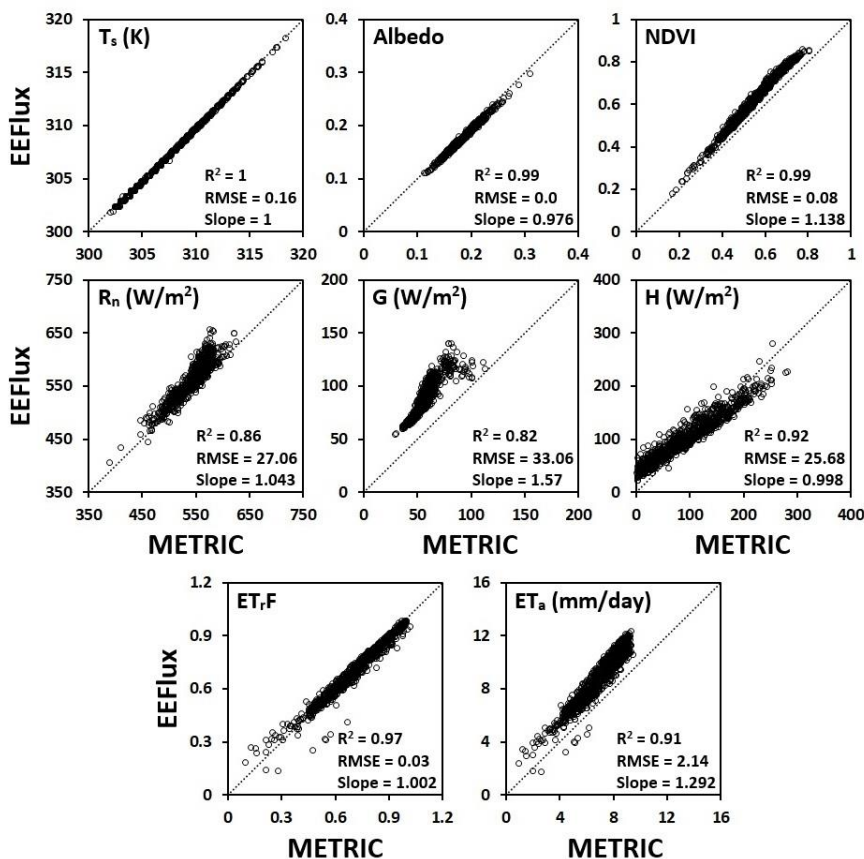 EEFlux
Tₛ (K)
320
315
310
305
300
300 305 310 315 320
R² = 1
RMSE = 0.16
Slope = 1
Albedo
0.4
0.3
0.2
0.1
0
0 0.1 0.2 0.3 0.4
R² = 0.99
RMSE = 0.0
Slope = 0.976
NDVI
1
0.8
0.6
0.4
0.2
0
0 0.2 0.4 0.6 0.8 1
R² = 0.99
RMSE = 0.08
Slope = 1.138
EEFlux
Rₙ (W/m²)
750
650
550
450
350
350 450 550 650 750
R² = 0.86
RMSE = 27.06
Slope = 1.043
METRIC
G (W/m²)
200
150
100
50
0
0 50 100 150 200
R² = 0.82
RMSE = 33.06
Slope = 1.57
METRIC
H (W/m²)
400
300
200
100
0
0 100 200 300 400
R² = 0.92
RMSE = 25.68
Slope = 0.998
METRIC
EEFlux
ETᵣF
1.2
0.9
0.6
0.3
0
0 0.3 0.6 0.9 1.2
R² = 0.97
RMSE = 0.03
Slope = 1.002
METRIC
ETₐ (mm/day)
16
12
8
4
0
0 4 8 12 16
R² = 0.91
RMSE = 2.14
Slope = 1.292
METRIC